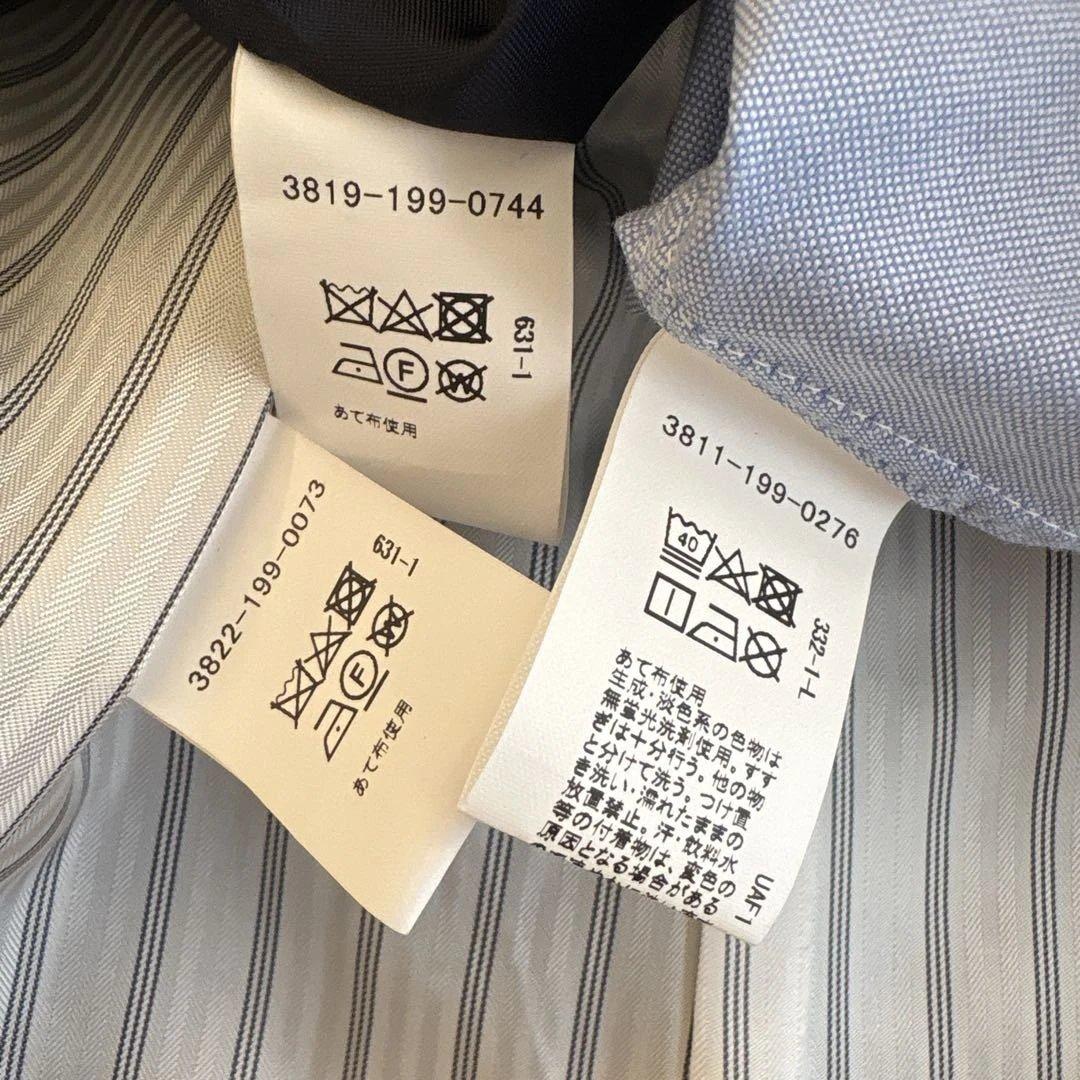 3819-199-0744
631-1
F
W
あて布使用
3822-199-0073
631-1
W
F
あて布使用
3811-199-0276
40
332-1-L
あて布使用
生成・淡色系の色物は
無蛍光洗剤使用。すす
ぎは十分行う。他の物
と分けて洗う。つけ置
き洗い・濡れたままの
放置禁止。汗・飲料水
等の付着物は、変色の
原因となる場合がある
UAF1